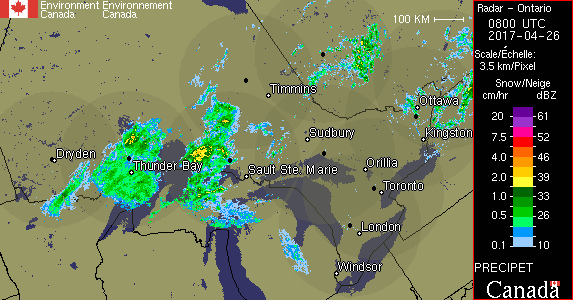 Environment Environnement
Canada Canada
Radar - Ontario
0800 UTC
2017-04-26
100 KM
Scale/Échelle:
3.5 km/Pixel
Snow/Neige
cm/hr dBZ
20 61
7.5 52
4.0 46
2.0 39
1.0 33
0.5 26
0.1 10
PRECIPET
Canada
Timmins
Ottawa
Sudbury
Kingston
Dryden
Thunder Bay
Sault Ste. Marie
Orillia
Toronto
London
Windsor